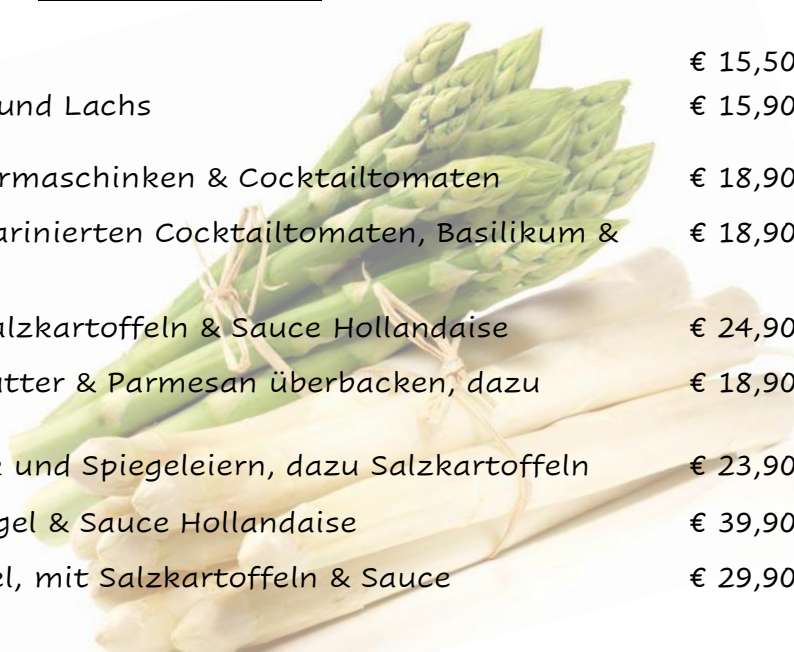 € 15,50
und Lachs € 15,90
rmaschinken & Cocktailtomaten € 18,90
arinierten Cocktailtomaten, Basilikum & € 18,90
alzkartoffeln & Sauce Hollandaise € 24,90
utter & Parmesan überbacken, dazu € 18,90
und Spiegeleiern, dazu Salzkartoffeln € 23,90
gel & Sauce Hollandaise € 39,90
el, mit Salzkartoffeln & Sauce € 29,90